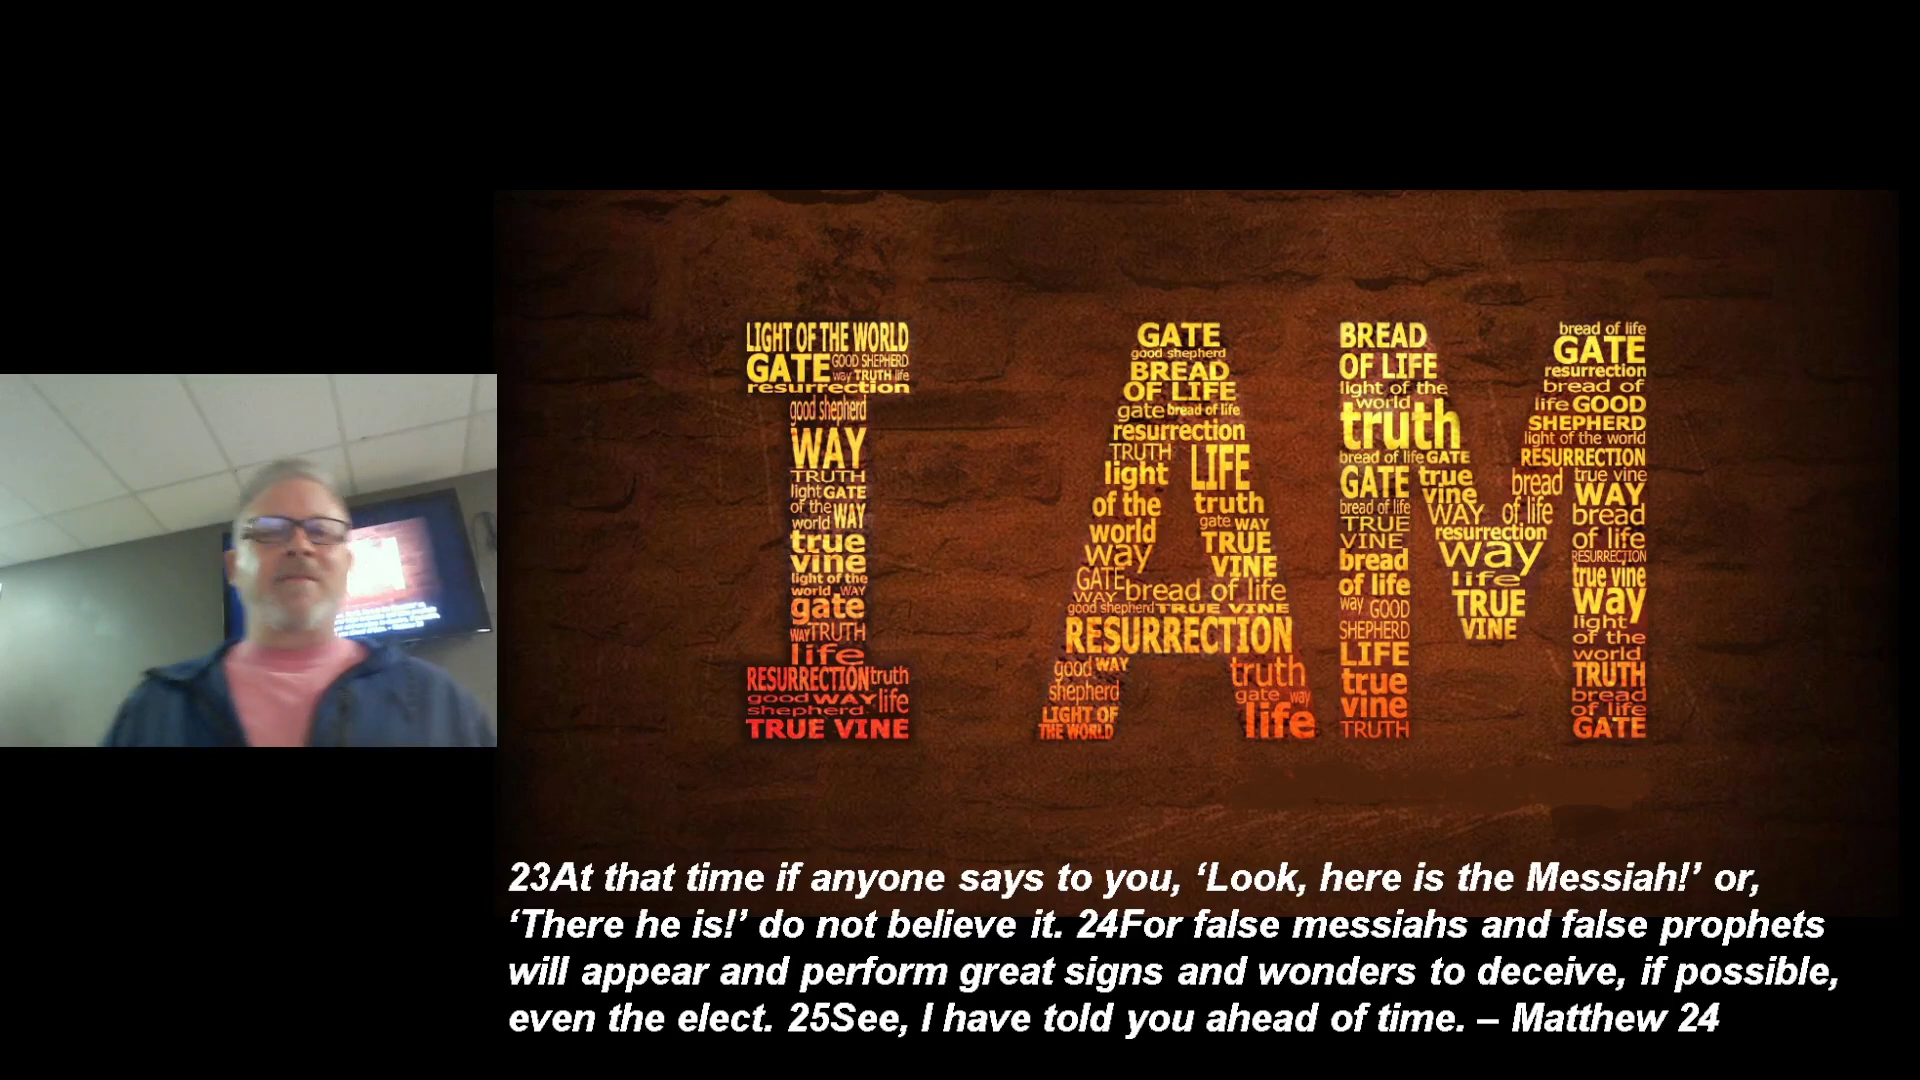 LIGHT OF THE WORLD
GATE GOOD SHEPHERD
way TRUTH life
resurrection
good shepherd
WAY
TRUTH
light GATE
of the
world WAY
true
vine
light of the
world WAY
gate
WAY TRUTH
life
RESURRECTION truth
good WAY life
shepherd
TRUE VINE
GATE
good shepherd
BREAD
OF LIFE
gate bread of life
resurrection
TRUTH LIFE
light
of the truth
world gate WAY
way TRUE
VINE
GATE bread of life
WAY
good shepherd TRUE VINE
RESURRECTION
good WAY truth
shepherd gate way
LIGHT OF life
THE WORLD
BREAD
OF LIFE
light of the
world
truth
bread of life GATE
GATE true
vine
bread of life WAY of life
TRUE resurrection
VINE way
bread
of life life
way GOOD TRUE
SHEPHERD VINE
LIFE
true
vine
TRUTH
bread of life
GATE
resurrection
bread of
life GOOD
SHEPHERD
light of the world
RESURRECTION
bread true vine
WAY
bread
of life
RESURRECTION
true vine
way
light
of the
world
TRUTH
bread
of life
GATE
23At that time if anyone says to you, ‘Look, here is the Messiah!’ or,
‘There he is!’ do not believe it. 24For false messiahs and false prophets
will appear and perform great signs and wonders to deceive, if possible,
even the elect. 25See, I have told you ahead of time. – Matthew 24